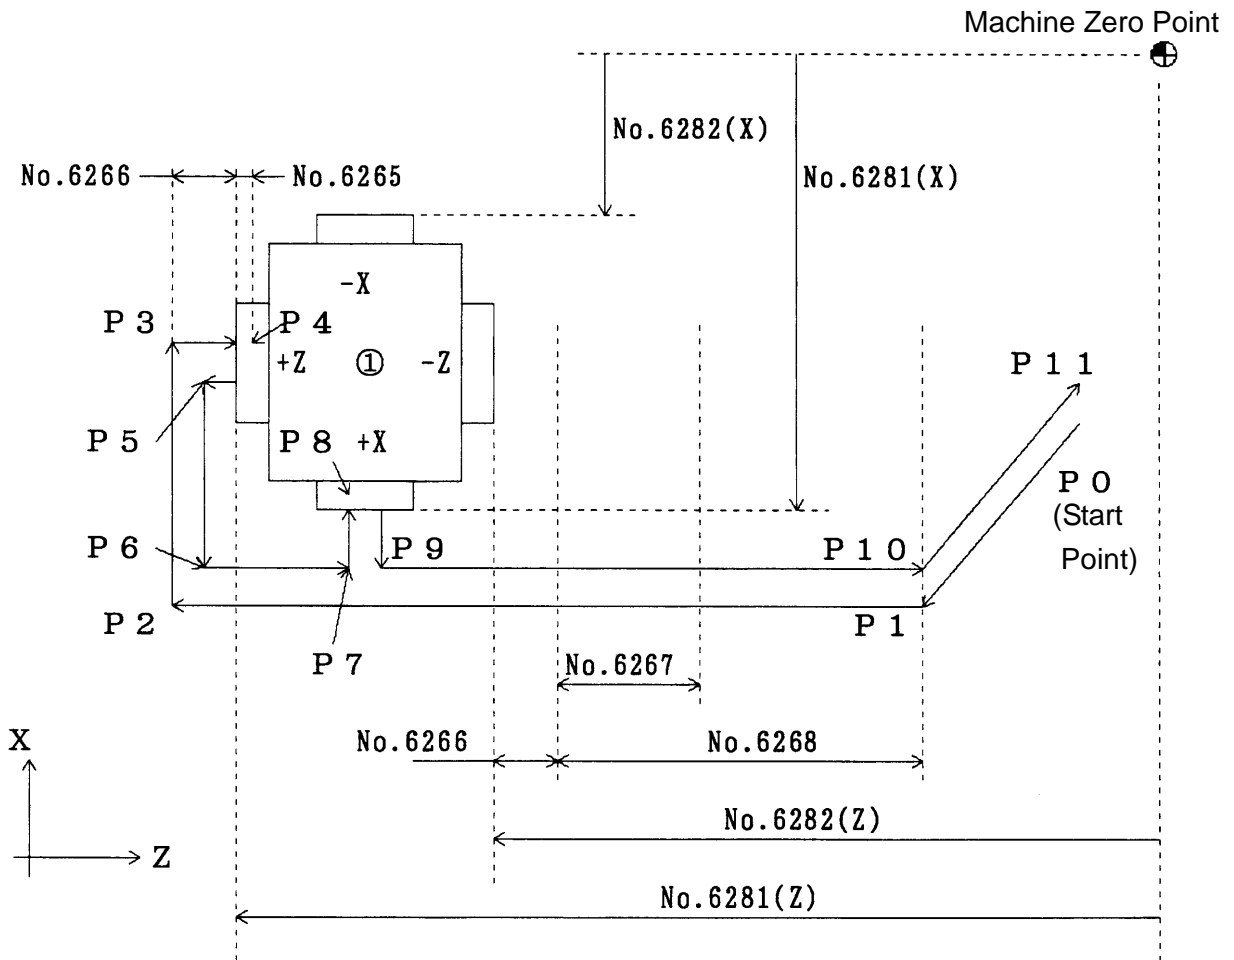 Machine Zero Point
No.6282(X)
No.6266
No.6265
No.6281(X)
-X
P3
P4
+Z
①
-Z
P11
P5
P8
+X
P0
(Start
Point)
P6
P9
P10
P2
P1
P7
No.6267
X
No.6266
No.6268
No.6282(Z)
Z
No.6281(Z)